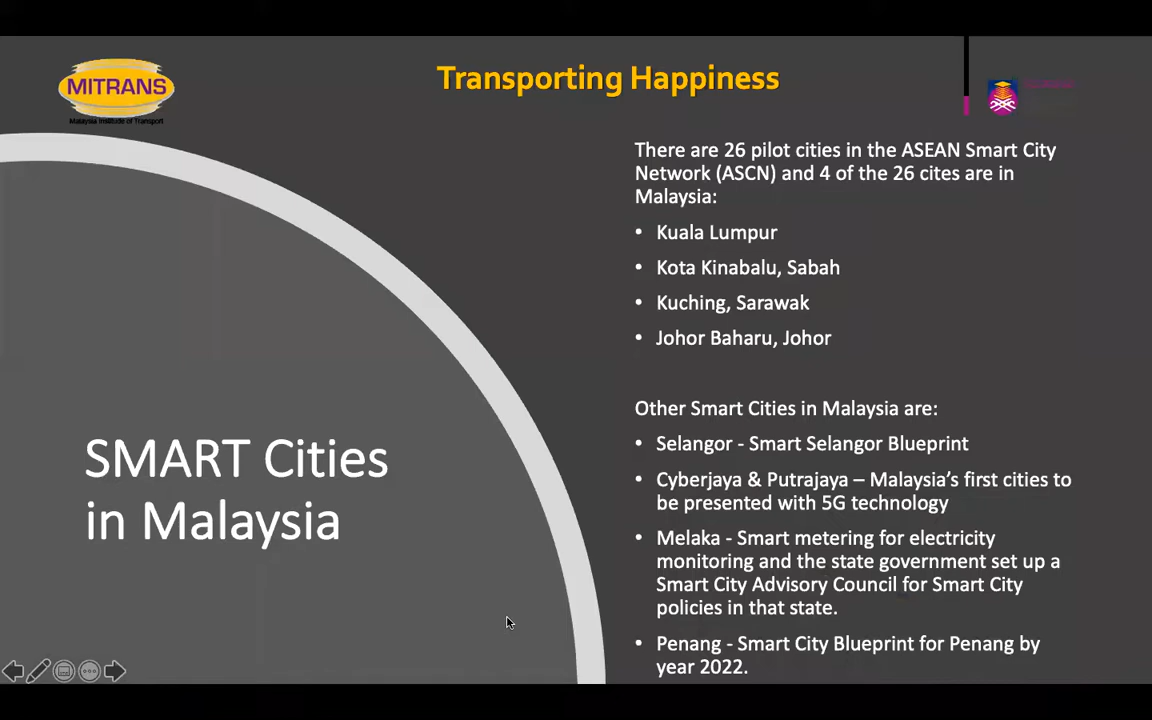 MITRANS
Malaysia Institute of Transport
Transporting Happiness
There are 26 pilot cities in the ASEAN Smart City
Network (ASCN) and 4 of the 26 cites are in
Malaysia:
• Kuala Lumpur
• Kota Kinabalu, Sabah
• Kuching, Sarawak
• Johor Baharu, Johor
Other Smart Cities in Malaysia are:
• Selangor - Smart Selangor Blueprint
• Cyberjaya & Putrajaya – Malaysia's first cities to
be presented with 5G technology
• Melaka - Smart metering for electricity
monitoring and the state government set up a
Smart City Advisory Council for Smart City
policies in that state.
• Penang - Smart City Blueprint for Penang by
year 2022.
SMART Cities
in Malaysia